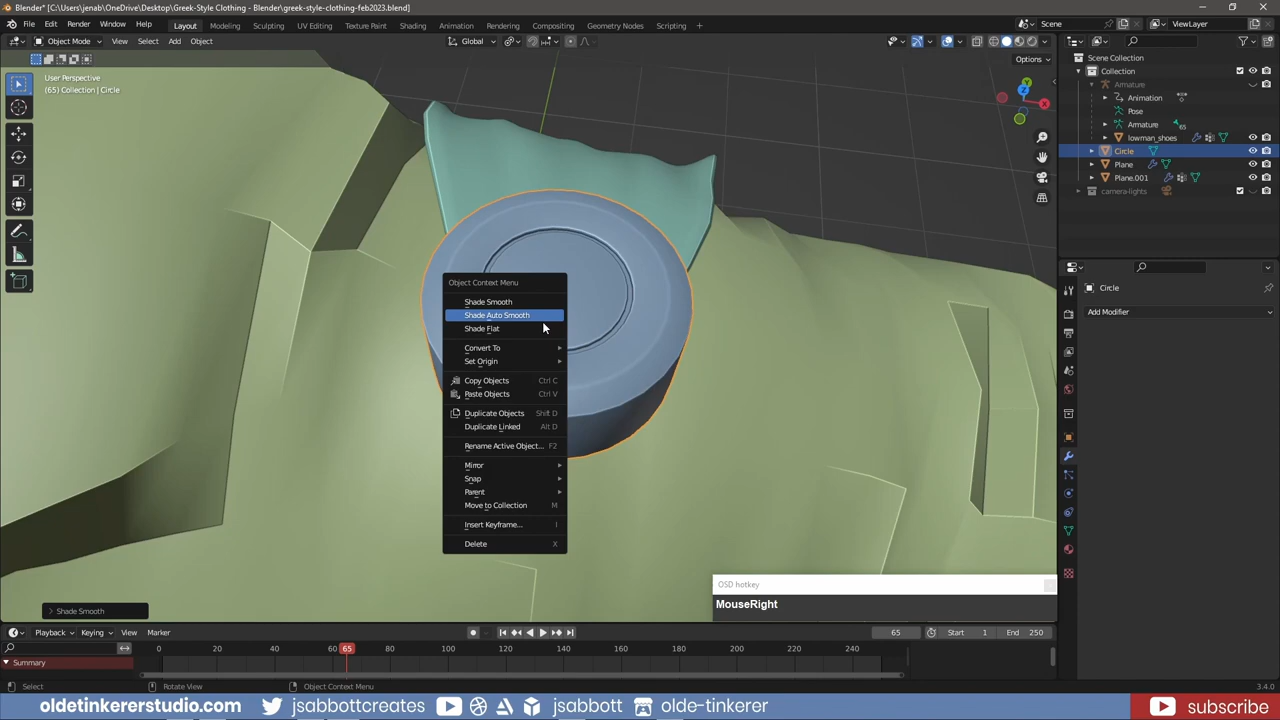 Blender* [C:\Users\jenab\OneDrive\Desktop\Greek-Style Clothing - Blender\greek-style-clothing-feb2023.blend]
File Edit Render Window Help Layout Modeling Sculpting UV Editing Texture Paint Shading Animation Rendering Compositing Geometry Nodes Scripting Scene ViewLayer
Object Mode View Select Add Object Global
Options
User Perspective
(65) Collection | Circle
Y
X
Z
Scene Collection
Collection
Armature
Animation
Pose
Armature
65
lowman_shoes
Circle
Plane
Plane.001
camera-lights
Circle
Add Modifier
Object Context Menu
Shade Smooth
Shade Auto Smooth
Shade Flat
Convert To
Set Origin
Copy Objects Ctrl C
Paste Objects Ctrl V
Duplicate Objects Shift D
Duplicate Linked Alt D
Rename Active Object... F2
Mirror
Snap
Parent
Move to Collection M
Insert Keyframe... I
Delete X
OSD hotkey
MouseRight
Shade Smooth
Playback Keying View Marker 65 Start 1 End 250
0 20 40 60 65 80 100 120 140 160 180 200 220 240
Summary
Select Rotate View Object Context Menu 3.4.0
oldetinkererstudio.com jsabbottcreates jsabbott olde-tinkerer subscribe